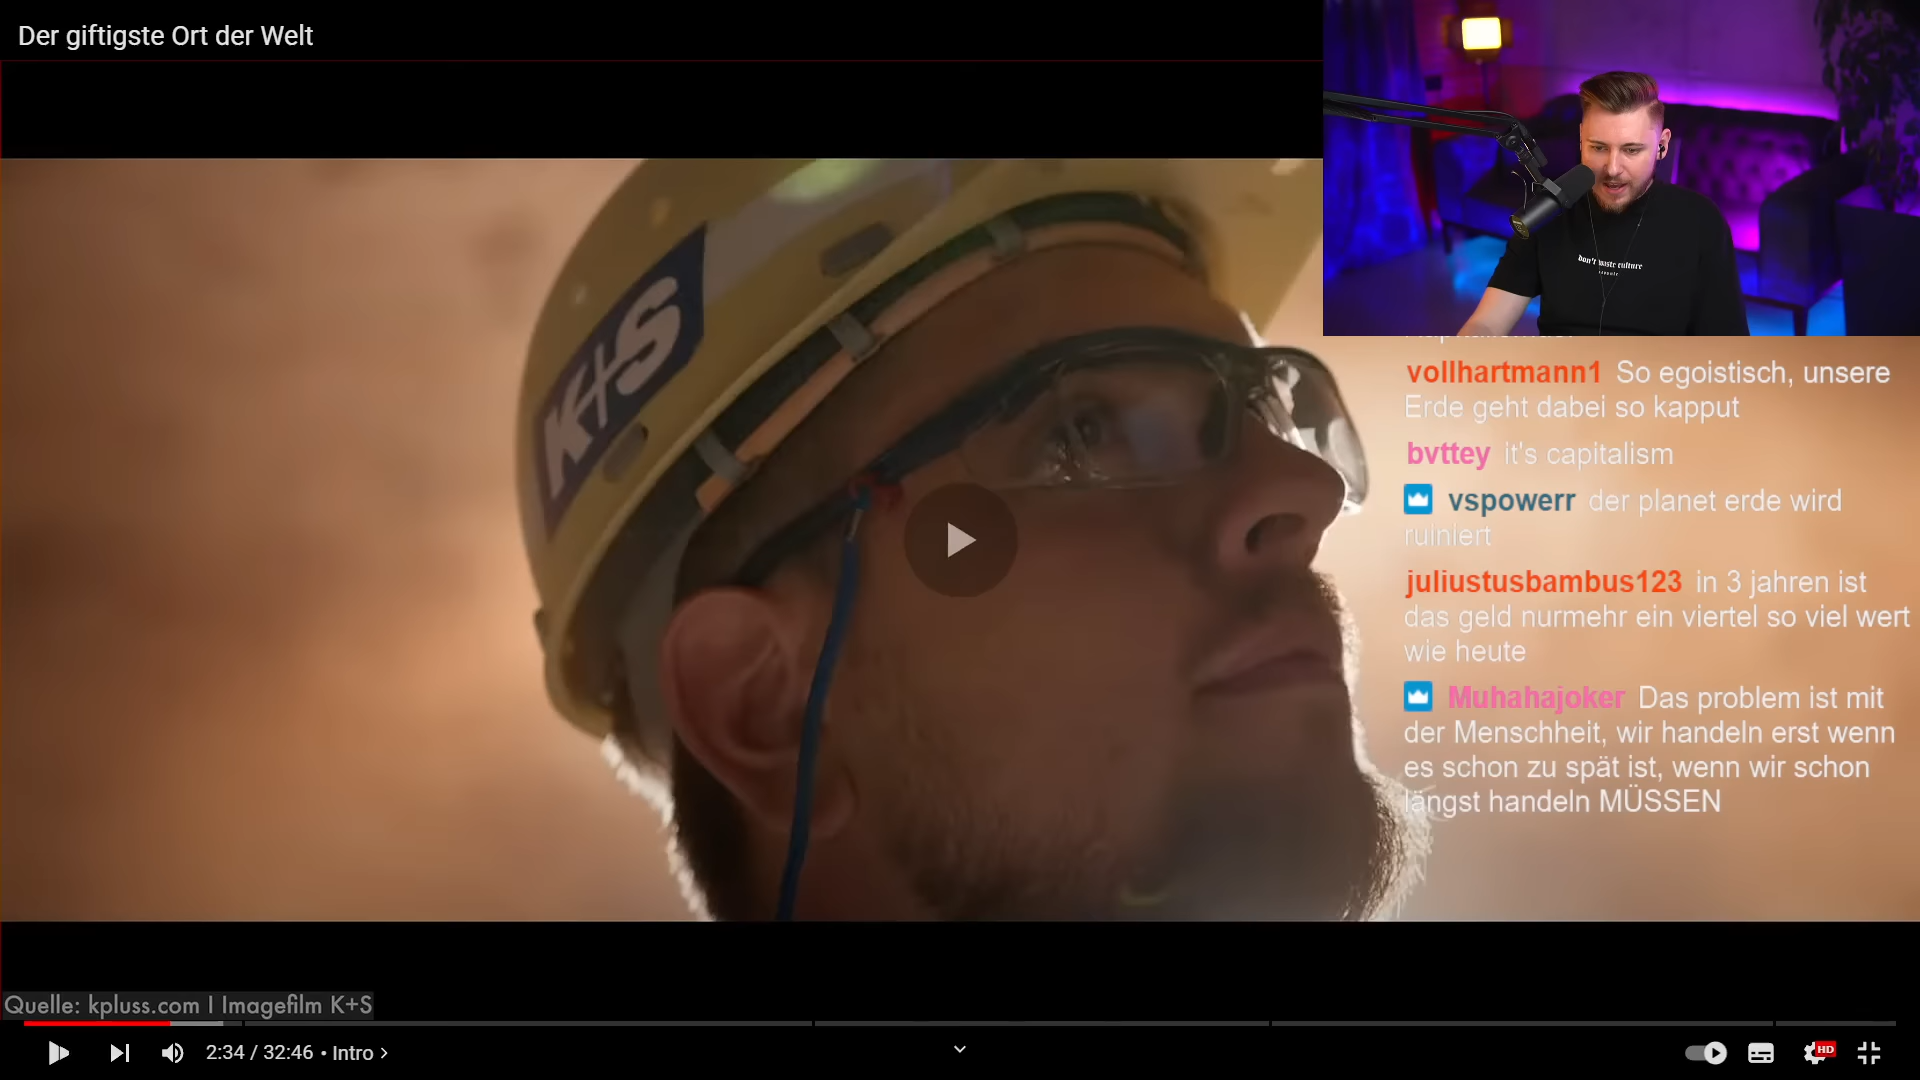 Der giftigste Ort der Welt
K+S
don't waste culture
vollhartmann1 So egoistisch, unsere
Erde geht dabei so kapput
bvttey it's capitalism
vspowerr der planet erde wird
ruiniert
juliustusbambus123 in 3 jahren ist
das geld nurmehr ein viertel so viel wert
wie heute
Muhahajoker Das problem ist mit
der Menschheit, wir handeln erst wenn
es schon zu spät ist, wenn wir schon
längst handeln MÜSSEN
Quelle: kpluss.com I Imagefilm K+S
2:34 / 32:46 • Intro
HD